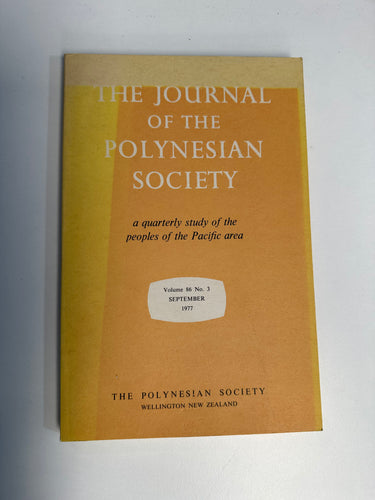 THE JOURNAL
OF THE
POLYNESIAN
SOCIETY
a quarterly study of the
peoples of the Pacific area
Volume 86 No. 3
SEPTEMBER
1977
THE POLYNESIAN SOCIETY
WELLINGTON NEW ZEALAND